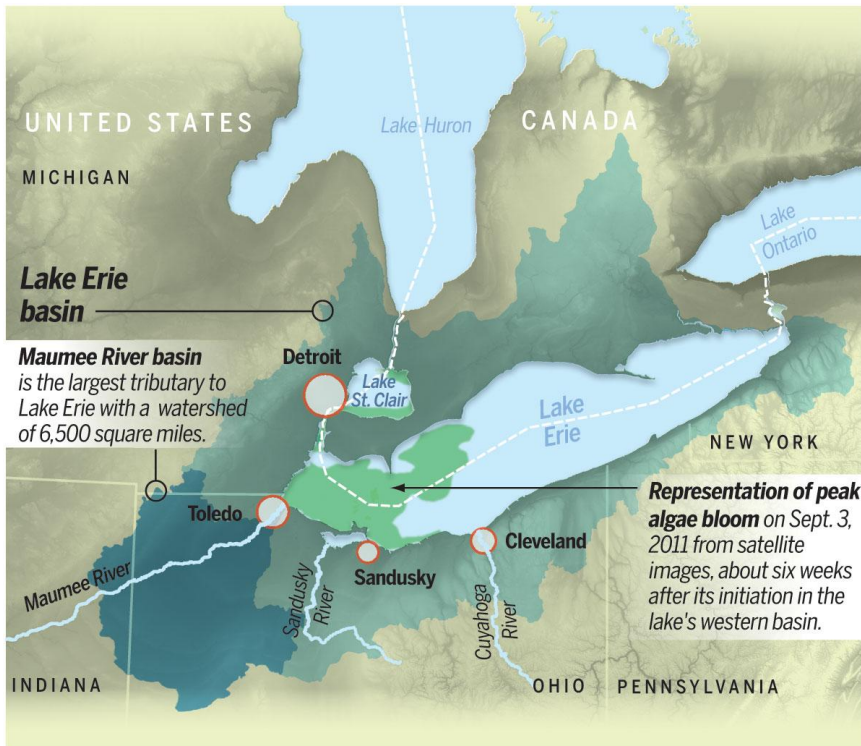 UNITED STATES
CANADA
Lake Huron
MICHIGAN
Lake
Ontario
Lake Erie
basin
Maumee River basin
is the largest tributary to
Lake Erie with a watershed
of 6,500 square miles.
Detroit
Lake
St. Clair
Lake
Erie
NEW YORK
Representation of peak
algae bloom on Sept. 3,
2011 from satellite
images, about six weeks
after its initiation in the
lake's western basin.
Toledo
Maumee River
Sandusky
River
Sandusky
Cleveland
Cuyahoga
River
INDIANA
OHIO
PENNSYLVANIA